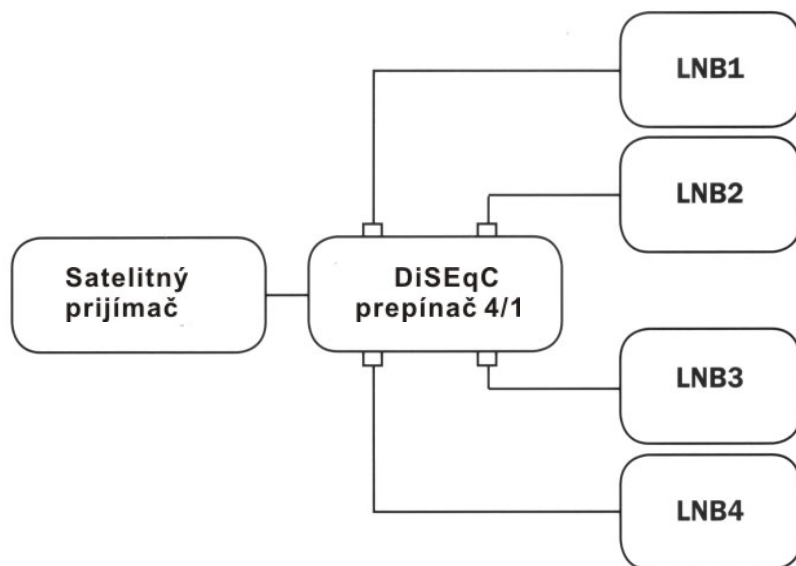 LNB1
LNB2
Satelitný
prijímač
DiSEqC
prepínač 4/1
LNB3
LNB4